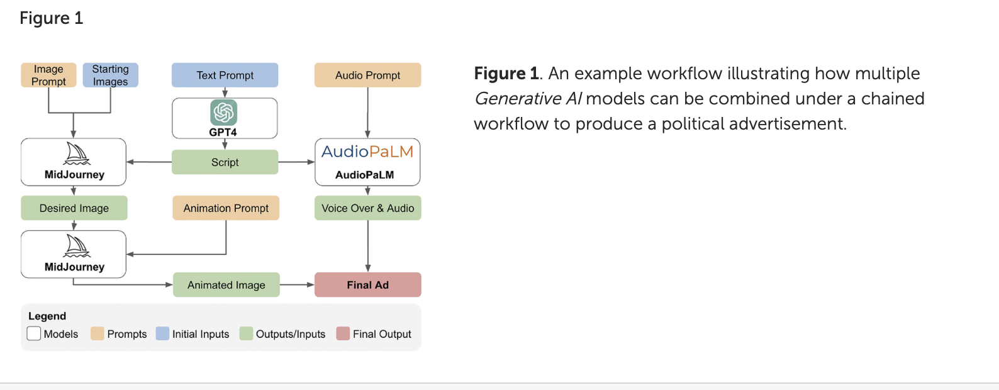 Figure 1
Image
Prompt
Starting
Images
Text Prompt
Audio Prompt
GPT4
MidJourney
Script
AudioPaLM
AudioPaLM
Desired Image
Animation Prompt
Voice Over & Audio
MidJourney
Animated Image
Final Ad
Legend
Models
Prompts
Initial Inputs
Outputs/Inputs
Final Output
Figure 1. An example workflow illustrating how multiple
Generative AI models can be combined under a chained
workflow to produce a political advertisement.